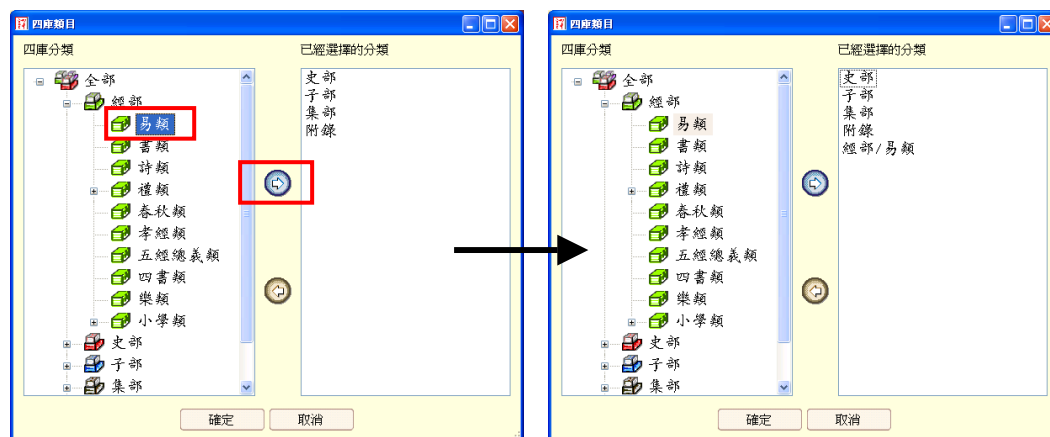 四庫類目
四庫分類
已經選擇的分類
全部
經部
易類
書類
詩類
禮類
春秋類
孝經類
五經總義類
四書類
樂類
小學類
史部
子部
集部
史部
子部
集部
附錄
確定
取消
四庫類目
四庫分類
已經選擇的分類
全部
經部
易類
書類
詩類
禮類
春秋類
孝經類
五經總義類
四書類
樂類
小學類
史部
子部
集部
史部
子部
集部
附錄
經部/易類
確定
取消